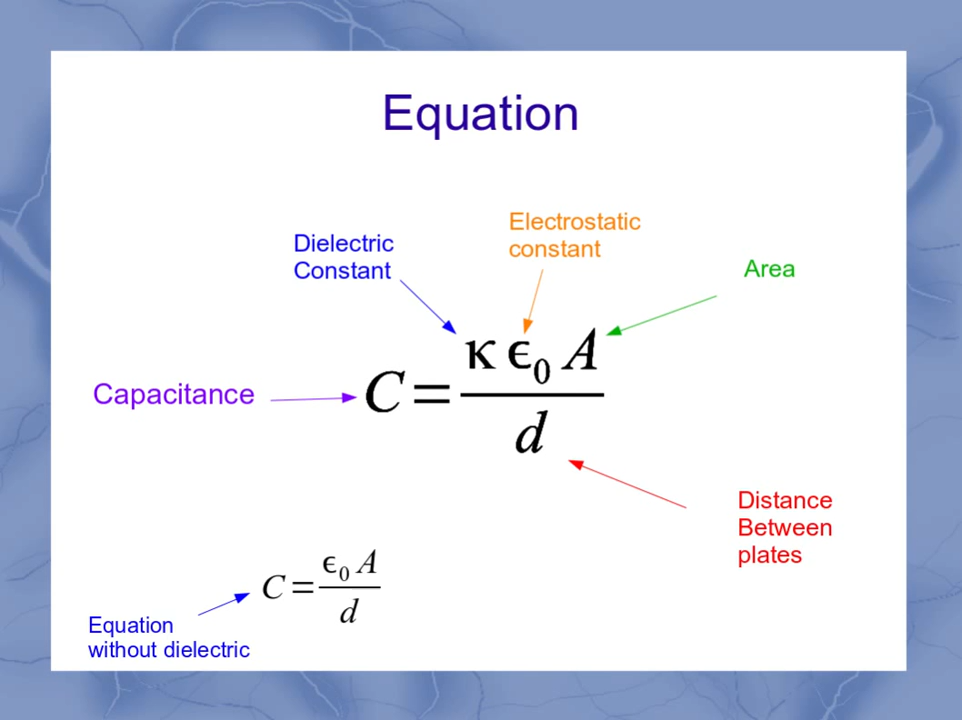 Equation
Electrostatic
constant
Dielectric
Constant
Area
Capacitance
C = κ ϵ₀ A / d
Distance
Between
plates
C = ϵ₀ A / d
Equation
without dielectric